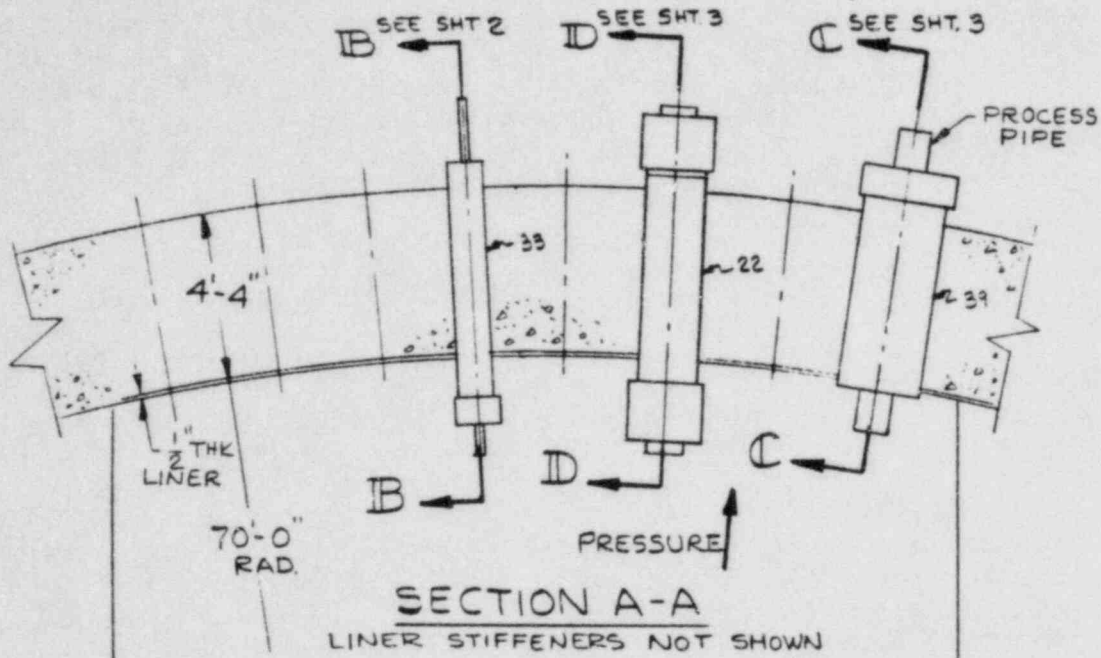 B SEE SHT 2
D SEE SHT. 3
C SEE SHT. 3
PROCESS
PIPE
4'-4"
33
22
39
1/2" THK
LINER
B
D
C
70'-0"
RAD.
PRESSURE
SECTION A-A
LINER STIFFENERS NOT SHOWN